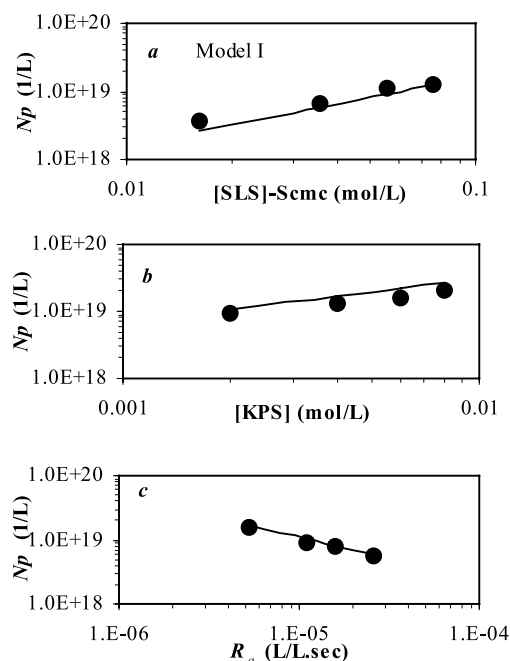 1.0E+20
a Model I
Np (1/L)
1.0E+19
1.0E+18
0.01
0.1
[SLS]-Scmc (mol/L)
1.0E+20
b
Np (1/L)
1.0E+19
1.0E+18
0.001
0.01
[KPS] (mol/L)
1.0E+20
c
Np (1/L)
1.0E+19
1.0E+18
1.E-06
1.E-05
1.E-04
R (L/L.sec)